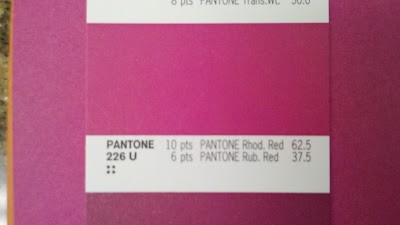 8 pts PANTONE Trans.Wt. 50.0
PANTONE 10 pts PANTONE Rhod. Red 62.5
226 U 6 pts PANTONE Rub. Red 37.5